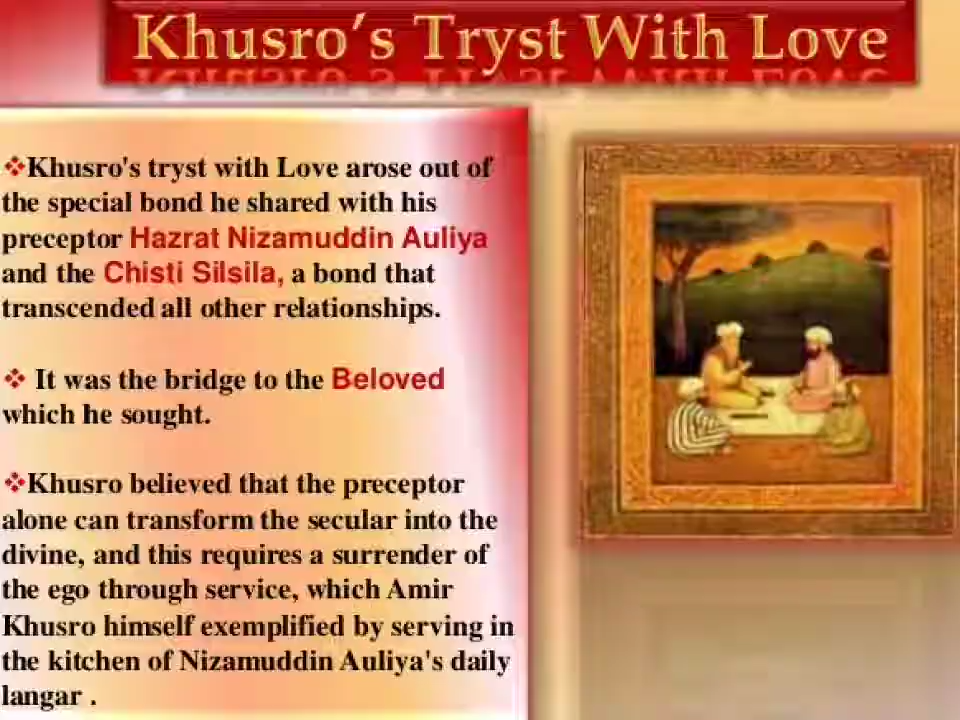 Khusro’s Tryst With Love
❖Khusro's tryst with Love arose out of
the special bond he shared with his
preceptor Hazrat Nizamuddin Auliya
and the Chisti Silsila, a bond that
transcended all other relationships.
❖ It was the bridge to the Beloved
which he sought.
❖Khusro believed that the preceptor
alone can transform the secular into the
divine, and this requires a surrender of
the ego through service, which Amir
Khusro himself exemplified by serving in
the kitchen of Nizamuddin Auliya's daily
langar .